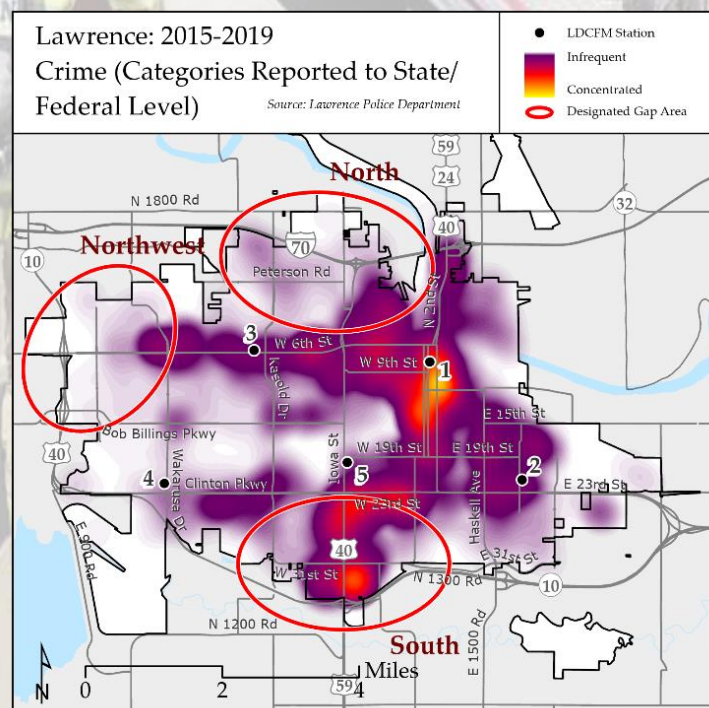 Lawrence: 2015-2019
Crime (Categories Reported to State/
Federal Level)
Source: Lawrence Police Department
LDCFM Station
Infrequent
Concentrated
Designated Gap Area
59
24
40
North
N 1800 Rd
32
70
Northwest
10
Peterson Rd
N 2nd St
3
W 6th St
W 9th St
1
Kasold Dr
E 15th St
Bob Billings Pkwy
Iowa St
W 19th St
E 19th St
40
4
Wakarusa Dr
Clinton Pkwy
5
2
E 23rd St
W 23rd St
Haskell Ave
E 900 Rd
40
W 31st St
E 31st St
N 1300 Rd
10
N 1200 Rd
South
E 1500 Rd
N
0
2
4
Miles
59